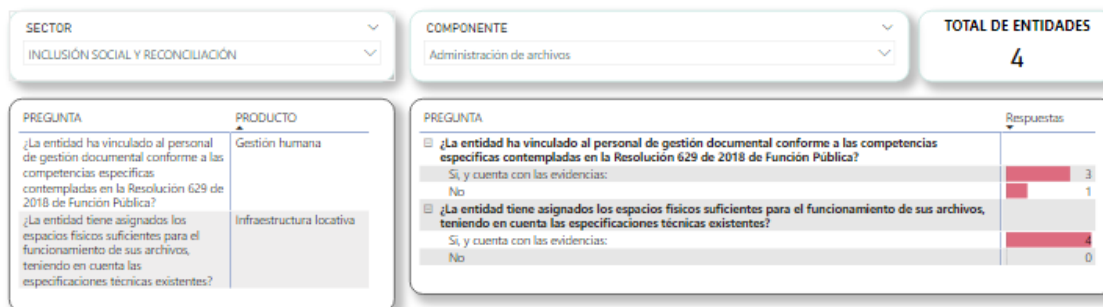 SECTOR
INCLUSIÓN SOCIAL Y RECONCILIACIÓN
COMPONENTE
Administración de archivos
TOTAL DE ENTIDADES
4
PREGUNTA PRODUCTO
¿La entidad ha vinculado al personal Gestión humana
de gestión documental conforme a las
competencias específicas
contempladas en la Resolución 629 de
2018 de Función Pública?
¿La entidad tiene asignados los Infraestructura locativa
espacios físicos suficientes para el
funcionamiento de sus archivos,
teniendo en cuenta las
especificaciones técnicas existentes?
PREGUNTA Respuestas
¿La entidad ha vinculado al personal de gestión documental conforme a las competencias
específicas contempladas en la Resolución 629 de 2018 de Función Pública?
Si, y cuenta con las evidencias: 3
No 1
¿La entidad tiene asignados los espacios físicos suficientes para el funcionamiento de sus archivos,
teniendo en cuenta las especificaciones técnicas existentes?
Si, y cuenta con las evidencias: 4
No 0